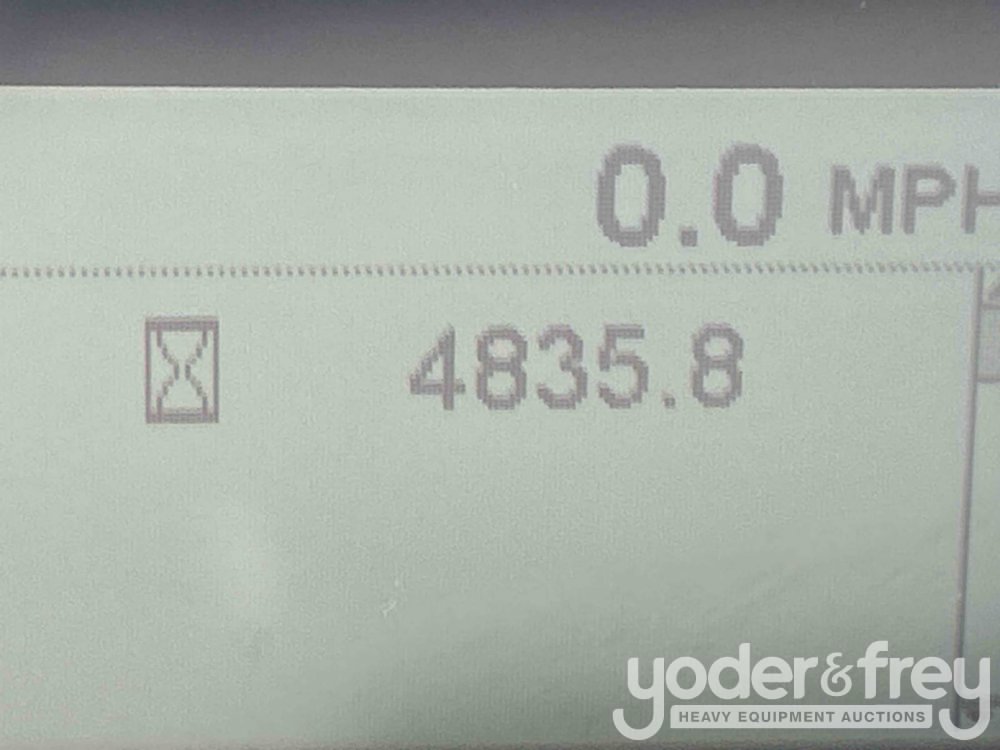 0.0 MPH
4835.8
yoder&frey
HEAVY EQUIPMENT AUCTIONS